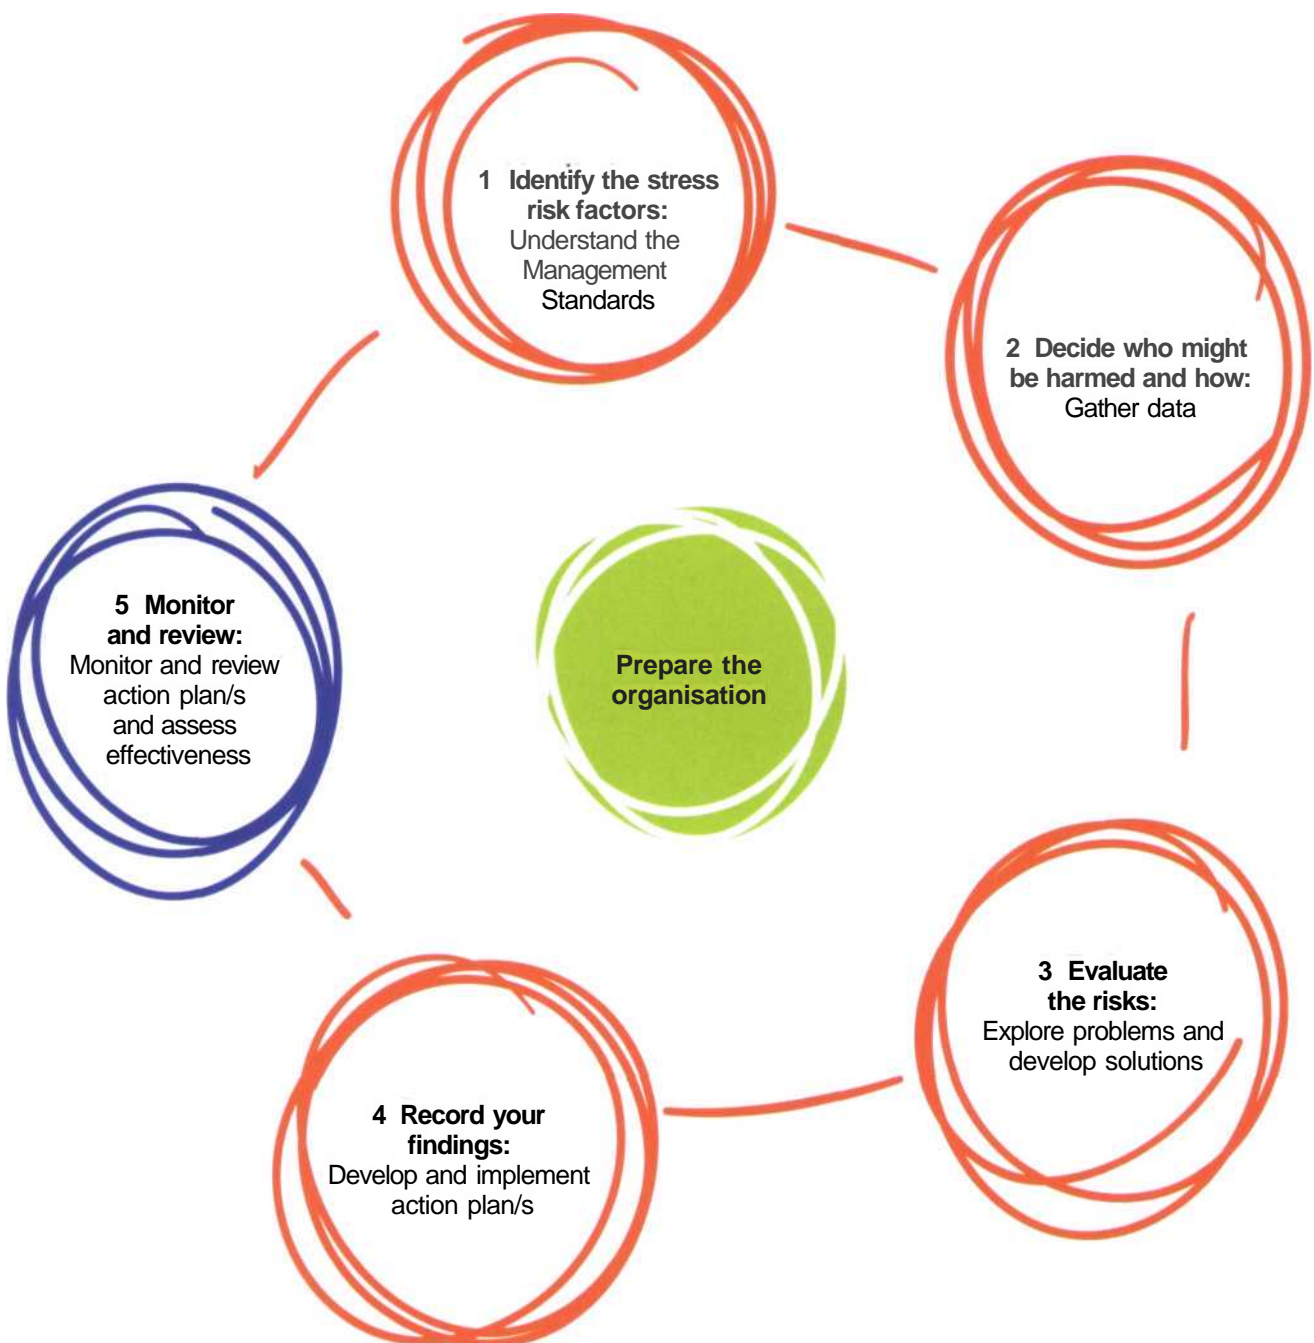 1 Identify the stress
risk factors:
Understand the
Management
Standards
2 Decide who might
be harmed and how:
Gather data
3 Evaluate
the risks:
Explore problems and
develop solutions
4 Record your
findings:
Develop and implement
action plan/s
5 Monitor
and review:
Monitor and review
action plan/s
and assess
effectiveness
Prepare the
organisation